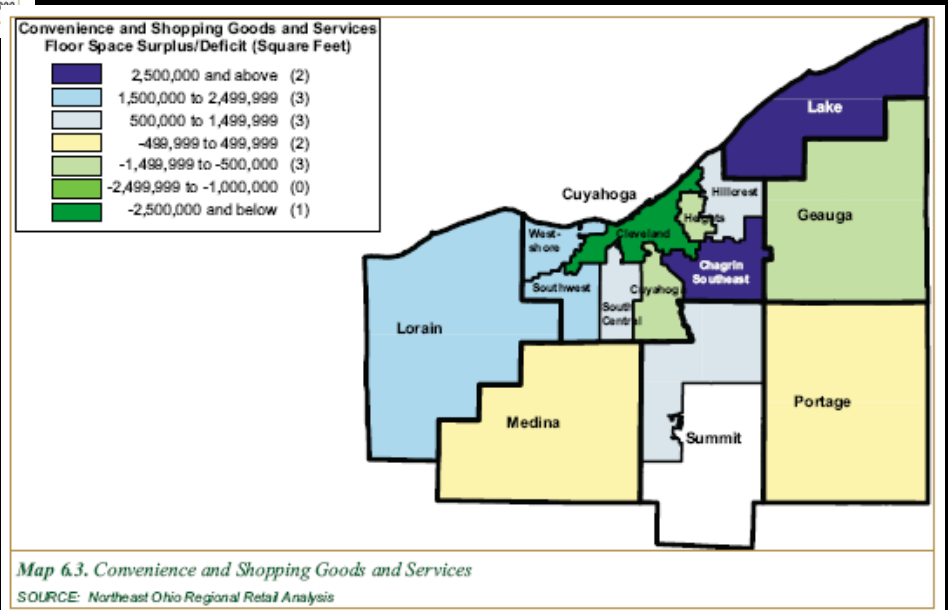 Convenience and Shopping Goods and Services
Floor Space Surplus/Deficit (Square Feet)
2,500,000 and above (2)
1,500,000 to 2,499,999 (3)
500,000 to 1,499,999 (3)
-499,999 to 499,999 (2)
-1,499,999 to -500,000 (3)
-2,499,999 to -1,000,000 (0)
-2,500,000 and below (1)
Lake
Cuyahoga
Hillcrest
Heights
Geauga
West-
shore
Cleveland
Chagrin
Southeast
Southwest
Cuyahoga
South
Central
Lorain
Portage
Medina
Summit
Map 6.3. Convenience and Shopping Goods and Services
SOURCE: Northeast Ohio Regional Retail Analysis